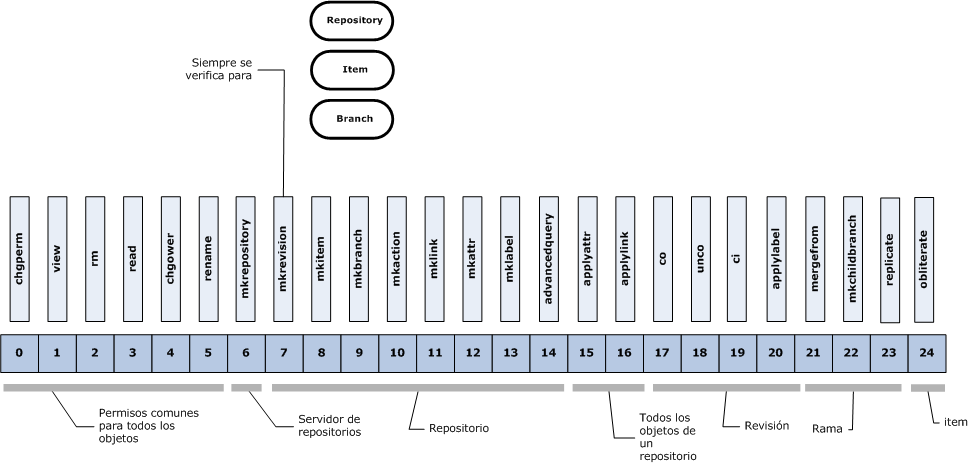 Repository
Siempre se
verifica para
Item
Branch
chgperm
view
rm
read
chgower
rename
mkrepository
mkrevision
mkitem
mkbranch
mkaction
mklink
mkattr
mklabel
advancedquery
applyattr
applylink
co
unco
ci
applylabel
mergefrom
mkchildbranch
replicate
obliterate
0 1 2 3 4 5 6 7 8 9 10 11 12 13 14 15 16 17 18 19 20 21 22 23 24
Permisos comunes
para todos los
objetos
Servidor de
repositorios
Repositorio
Todos los
objetos de
un
repositorio
Revisión
Rama
item